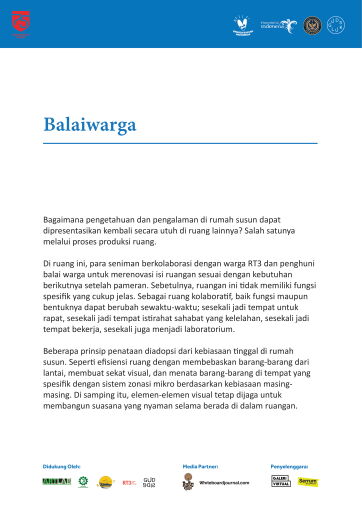 Balaiwarga
Bagaimana pengetahuan dan pengalaman di rumah susun dapat
dipresentasikan kembali secara utuh di ruang lainnya? Salah satunya
melalui proses produksi ruang.
Di ruang ini, para seniman berkolaborasi dengan warga RT3 dan penghuni
balai warga untuk merenovasi isi ruangan sesuai dengan kebutuhan
berikutnya setelah pameran. Sebetulnya, ruangan ini tidak memiliki fungsi
spesifik yang cukup jelas. Sebagai ruang kolaboratif, baik fungsi maupun
bentuknya dapat berubah sewaktu-waktu; sesekali jadi tempat untuk
rapat, sesekali jadi tempat istirahat sahabat yang kelelahan, sesekali jadi
tempat bekerja, sesekali juga menjadi laboratorium.
Beberapa prinsip penataan diadopsi dari kebiasaan tinggal di rumah
susun. Seperti efisiensi ruang dengan membebaskan barang-barang dari
lantai, membuat sekat visual, dan menata barang-barang di tempat yang
spesifik dengan sistem zonasi mikro berdasarkan kebiasaan masing-
masing. Di samping itu, elemen-elemen visual tetap dijaga untuk
membangun suasana yang nyaman selama berada di dalam ruangan.
Didukung Oleh:
Media Partner:
Penyelenggara:
RT3
GUD
Whiteboardjournal.com
GALERI
VIRTUAL
Serrum